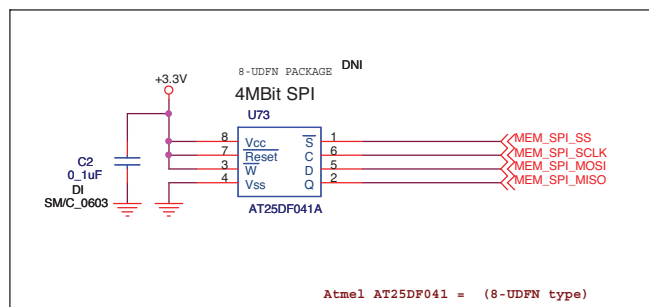 8-UDFN PACKAGE DNI
+3.3V
4MBit SPI
U73
8 Vcc S 1 MEM_SPI_SS
7 Reset C 6 MEM_SPI_SCLK
3 W D 5 MEM_SPI_MOSI
4 Vss Q 2 MEM_SPI_MISO
C2
0_1uF
DI
SM/C_0603
AT25DF041A
Atmel AT25DF041 = (8-UDFN type)